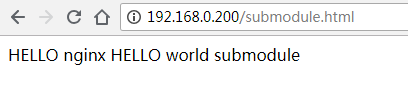 192.168.0.200/submodule.html
HELLO nginx HELLO world submodule